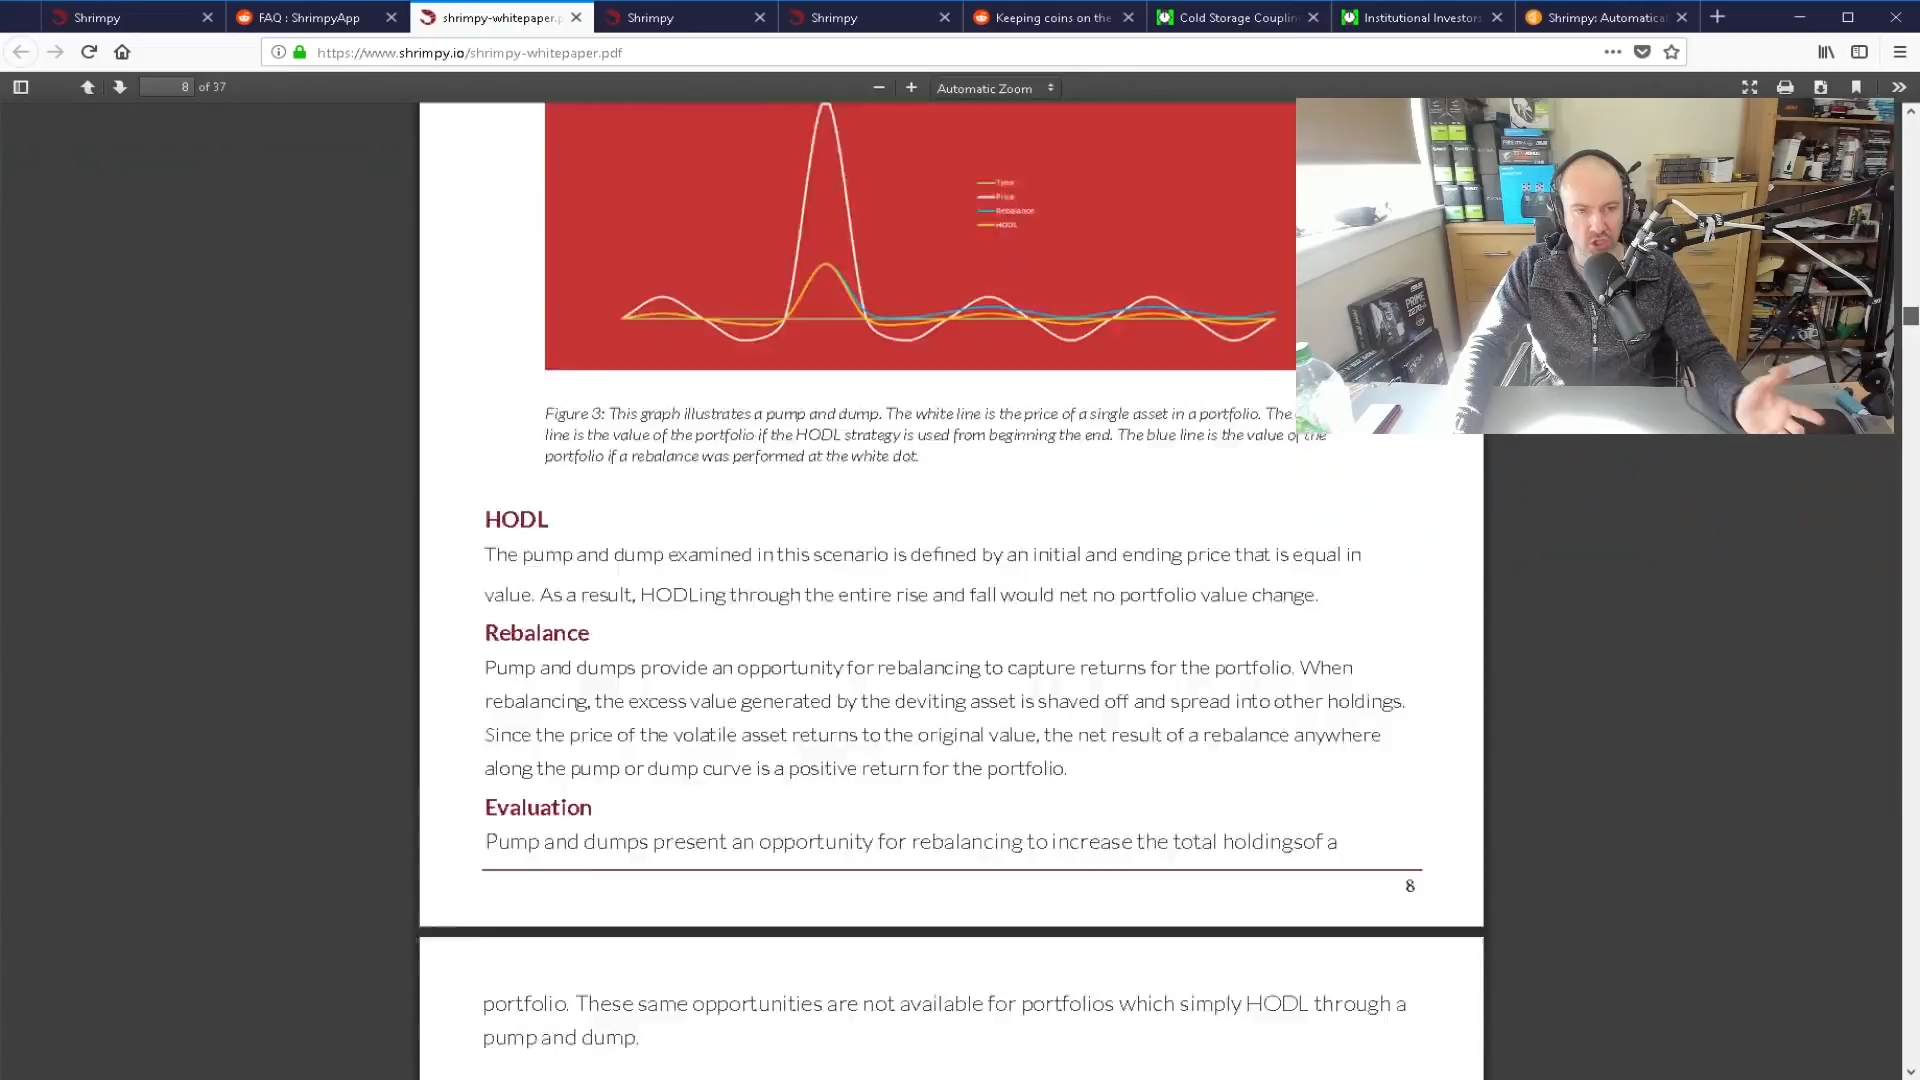 Shrimpy
FAQ : ShrimpyApp
shrimpy-whitepaper.p
Shrimpy
Shrimpy
Keeping coins on the
Cold Storage Couplin
Institutional Investors
Shrimpy: Automatical
https://www.shrimpy.io/shrimpy-whitepaper.pdf
8 of 37
Automatic Zoom
Time
Price
Rebalance
HODL
Figure 3: This graph illustrates a pump and dump. The white line is the price of a single asset in a portfolio. The
line is the value of the portfolio if the HODL strategy is used from beginning the end. The blue line is the value of the
portfolio if a rebalance was performed at the white dot.
HODL
The pump and dump examined in this scenario is defined by an initial and ending price that is equal in
value. As a result, HODLing through the entire rise and fall would net no portfolio value change.
Rebalance
Pump and dumps provide an opportunity for rebalancing to capture returns for the portfolio. When
rebalancing, the excess value generated by the deviting asset is shaved off and spread into other holdings.
Since the price of the volatile asset returns to the original value, the net result of a rebalance anywhere
along the pump or dump curve is a positive return for the portfolio.
Evaluation
Pump and dumps present an opportunity for rebalancing to increase the total holdingsof a
8
portfolio. These same opportunities are not available for portfolios which simply HODL through a
pump and dump.
PRIME